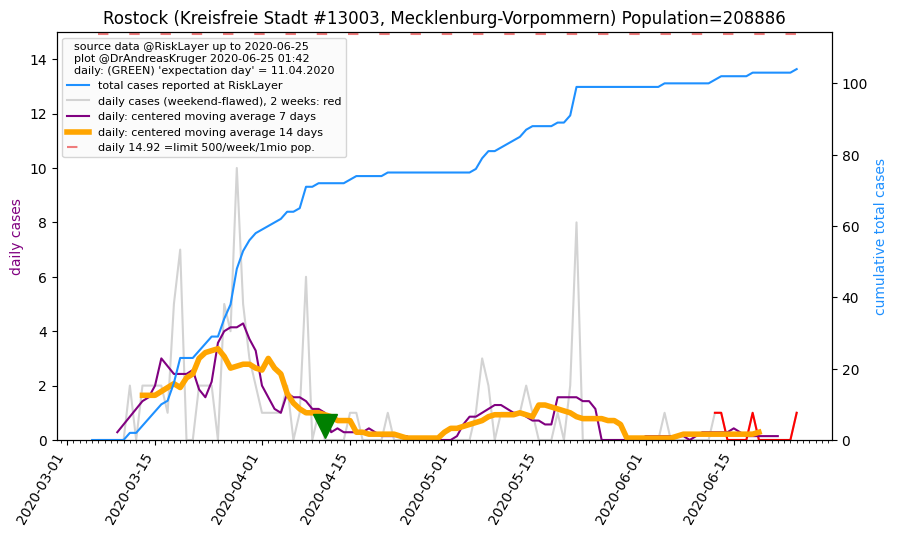 Rostock (Kreisfreie Stadt #13003, Mecklenburg-Vorpommern) Population=208886
source data @RiskLayer up to 2020-06-25
plot @DrAndreasKruger 2020-06-25 01:42
daily: (GREEN) 'expectation day' = 11.04.2020
total cases reported at RiskLayer
daily cases (weekend-flawed), 2 weeks: red
daily: centered moving average 7 days
daily: centered moving average 14 days
daily 14.92 =limit 500/week/1mio pop.
daily cases
14
12
10
8
6
4
2
0
cumulative total cases
100
80
60
40
20
0
2020-03-01
2020-03-15
2020-04-01
2020-04-15
2020-05-01
2020-05-15
2020-06-01
2020-06-15